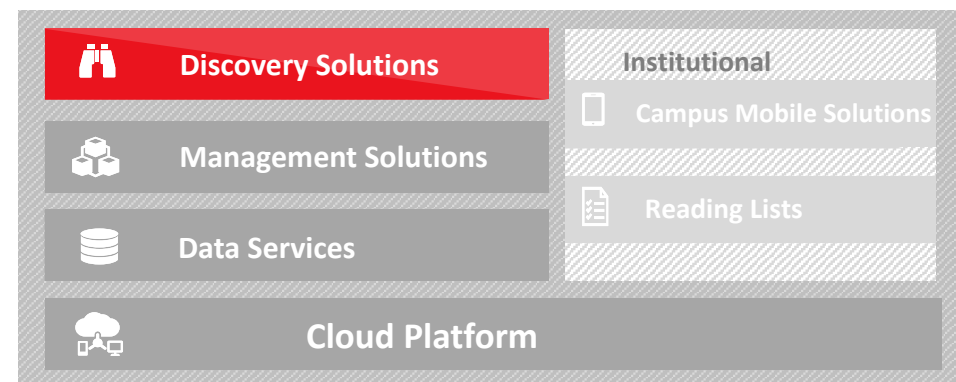 Discovery Solutions
Management Solutions
Data Services
Institutional
Campus Mobile Solutions
Reading Lists
Cloud Platform